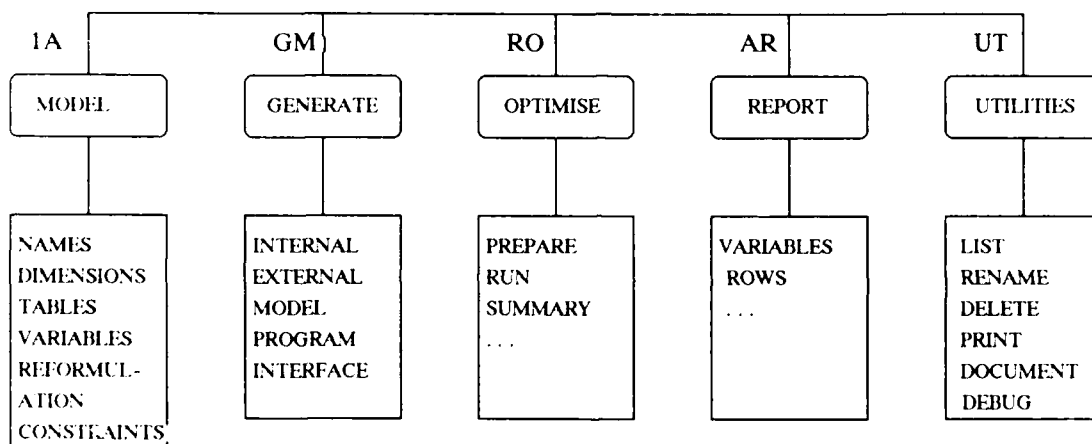 1A GM RO AR UT
MODEL GENERATE OPTIMISE REPORT UTILITIES
NAMES
DIMENSIONS
TABLES
VARIABLES
REFORMUL-
ATION
CONSTRAINTS
INTERNAL
EXTERNAL
MODEL
PROGRAM
INTERFACE
PREPARE
RUN
SUMMARY
...
VARIABLES
ROWS
...
LIST
RENAME
DELETE
PRINT
DOCUMENT
DEBUG